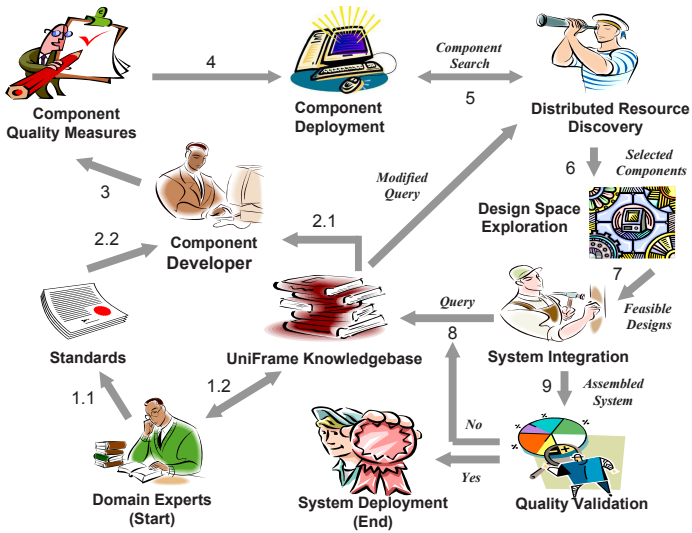 4
Component
Search
5
Component
Quality Measures
Component
Deployment
Distributed Resource
Discovery
3
Modified
Query
6
Selected
Components
2.2
2.1
Component
Developer
Design Space
Exploration
7
Feasible
Designs
Standards
UniFrame Knowledgebase
Query
8
System Integration
1.1
1.2
9
Assembled
System
No
Yes
Domain Experts
(Start)
System Deployment
(End)
Quality Validation